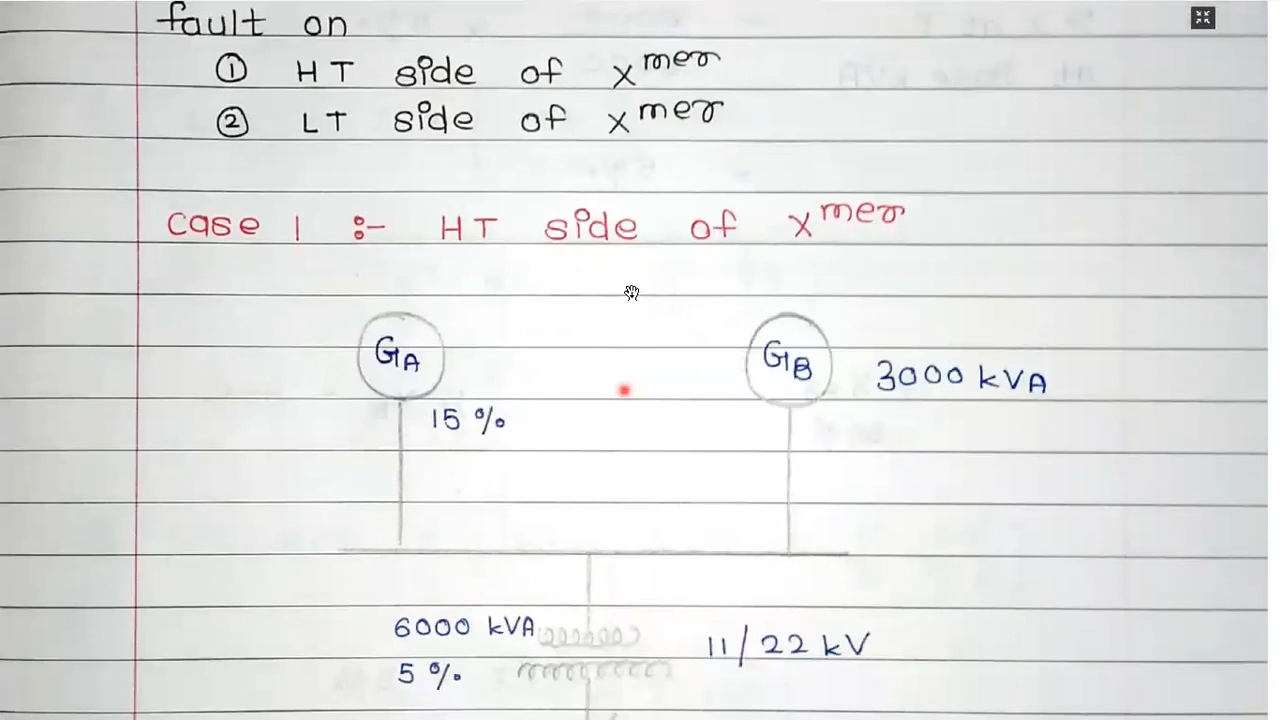 fault on
① HT side of xmer
② LT side of xmer
Case 1 :- HT side of xmer
GA
GB
3000 kVA
15 %
6000 kVA
11/22 kV
5 %.